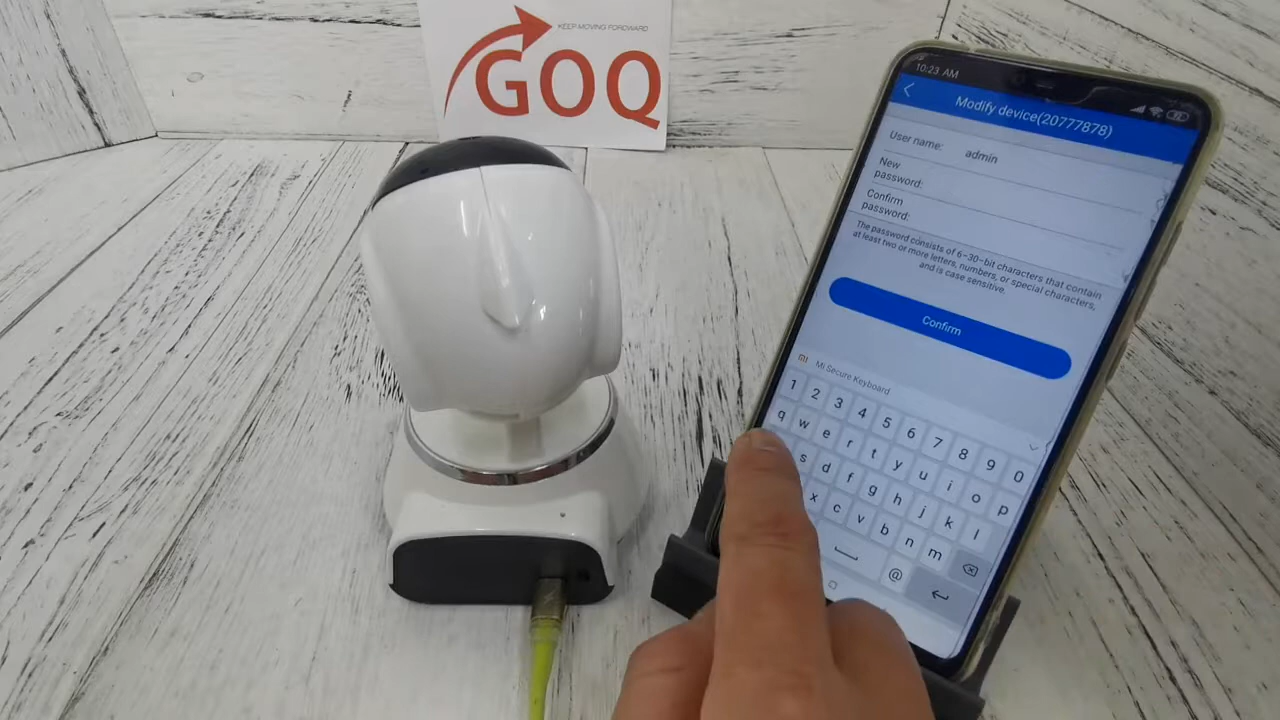 KEEP MOVING FORDWARD
GOQ
10:23 AM
Modify device(20777878)
User name: admin
New
password:
Confirm
password:
The password consists of 6-30-bit characters that contain
at least two or more letters, numbers, or special characters,
and is case sensitive.
Confirm
Mi Secure Keyboard
1 2 3 4 5 6 7 8 9 0
q w e r t y u i o p
s d f g h j k l
x c v b n m
@